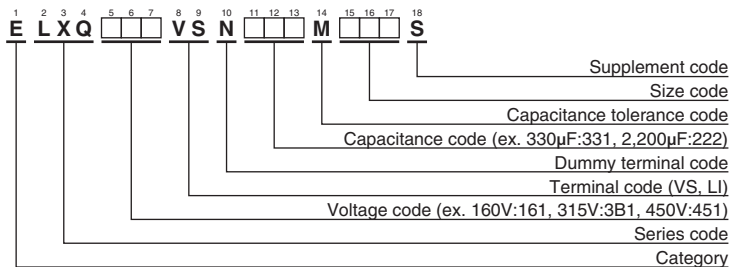 1 2 3 4 5 6 7 8 9 10 11 12 13 14 15 16 17 18
E L X Q V S N M S
Supplement code
Size code
Capacitance tolerance code
Capacitance code (ex. 330µF:331, 2,200µF:222)
Dummy terminal code
Terminal code (VS, LI)
Voltage code (ex. 160V:161, 315V:3B1, 450V:451)
Series code
Category